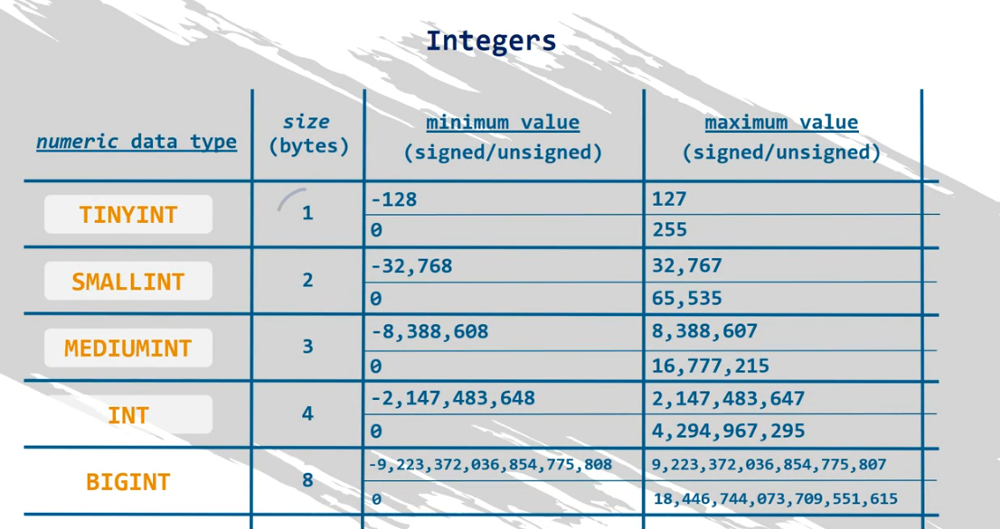 Integers
numeric data type
size
(bytes)
minimum value
(signed/unsigned)
maximum value
(signed/unsigned)
TINYINT
1
-128
127
0
255
SMALLINT
2
-32,768
32,767
0
65,535
MEDIUMINT
3
-8,388,608
8,388,607
0
16,777,215
INT
4
-2,147,483,648
2,147,483,647
0
4,294,967,295
BIGINT
8
-9,223,372,036,854,775,808
9,223,372,036,854,775,807
0
18,446,744,073,709,551,615